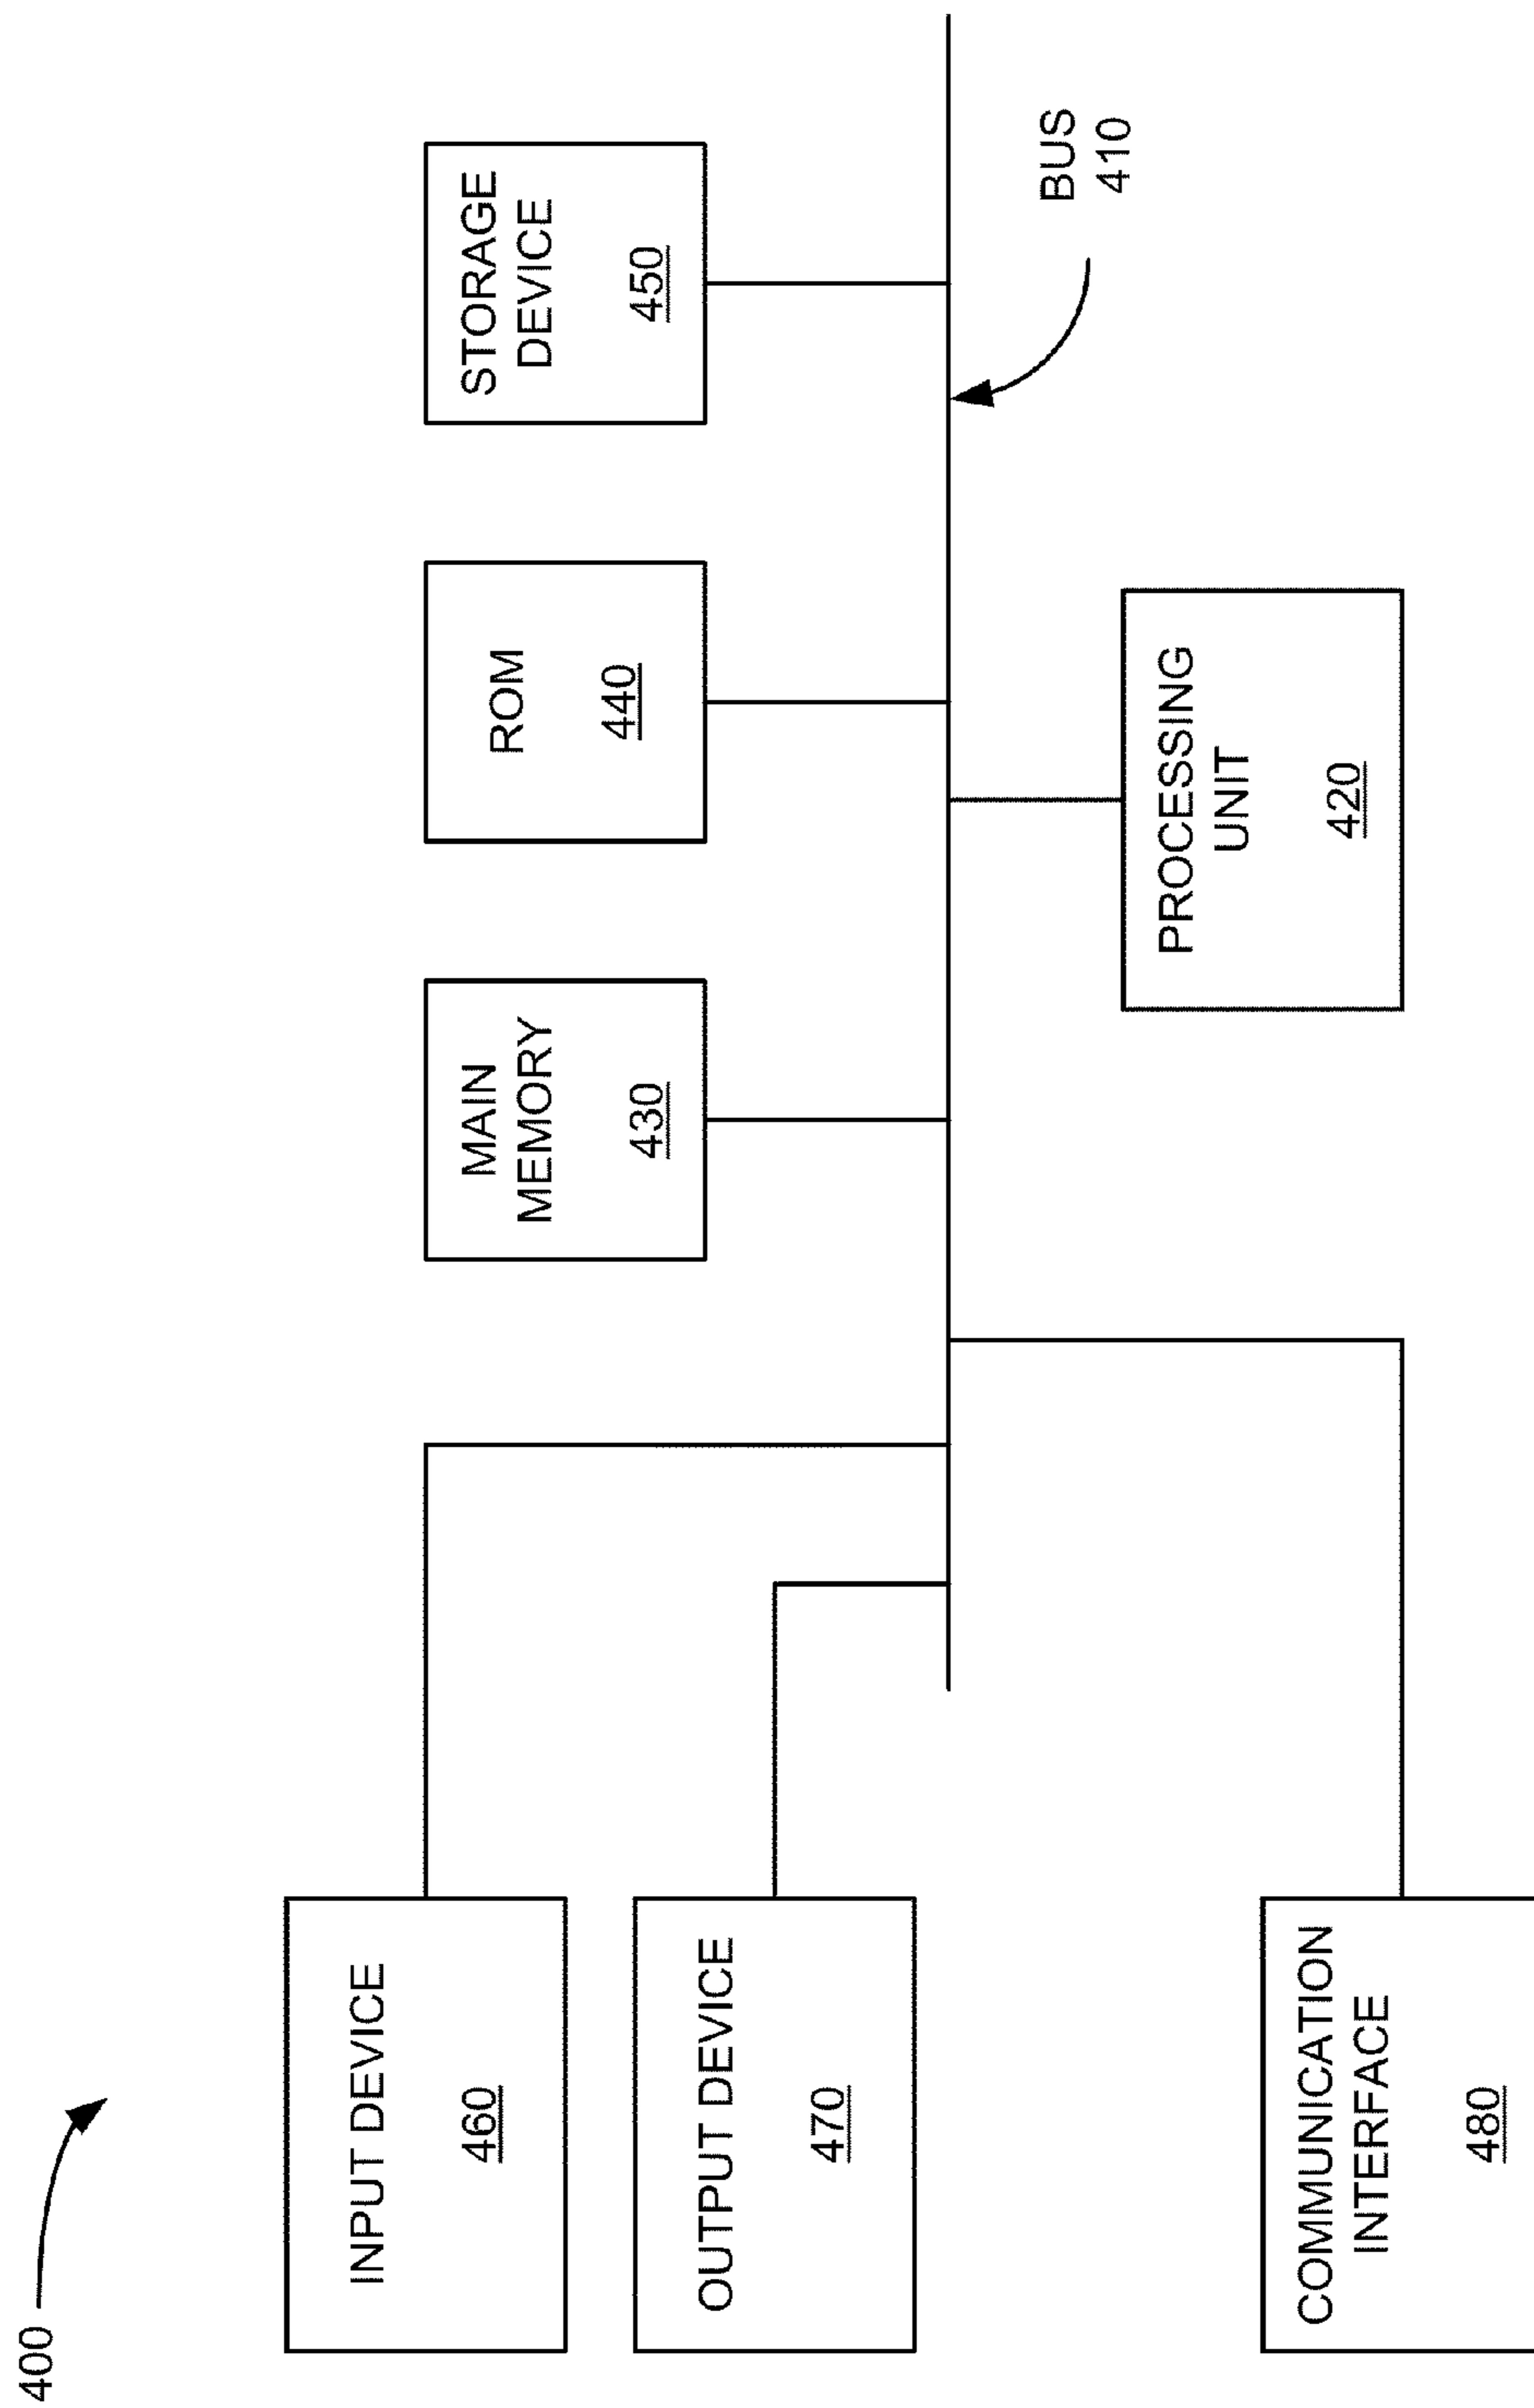 400
INPUT DEVICE
460
OUTPUT DEVICE
470
COMMUNICATION
INTERFACE
480
MAIN
MEMORY
430
ROM
440
STORAGE
DEVICE
450
PROCESSING
UNIT
420
BUS
410